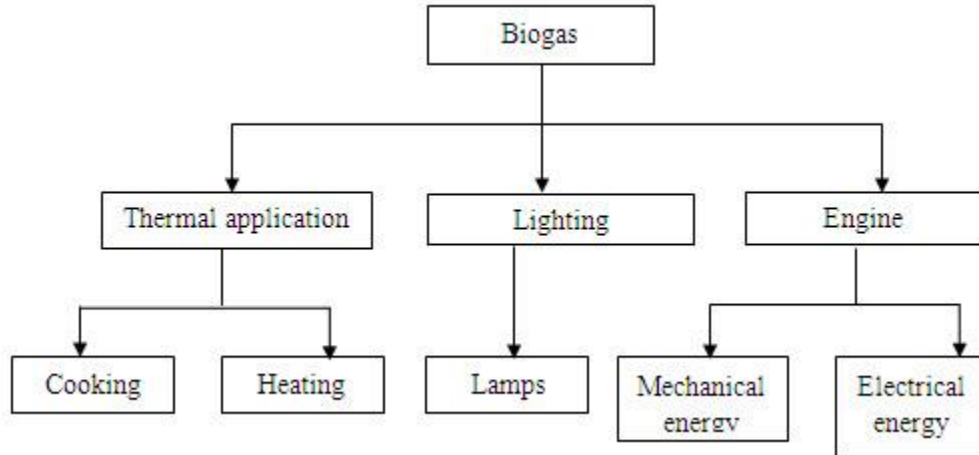 Biogas
Thermal application
Lighting
Engine
Cooking
Heating
Lamps
Mechanical
energy
Electrical
energy